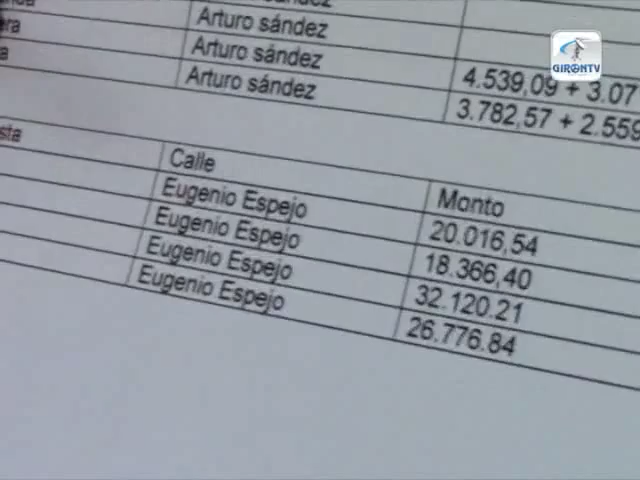 Arturo sández
Arturo sández 4.539,09 + 3.07
Arturo sández 3.782,57 + 2.559
Calle Monto
Eugenio Espejo 20.016,54
Eugenio Espejo 18.366,40
Eugenio Espejo 32.120.21
Eugenio Espejo 26.776.84
GIRONTV